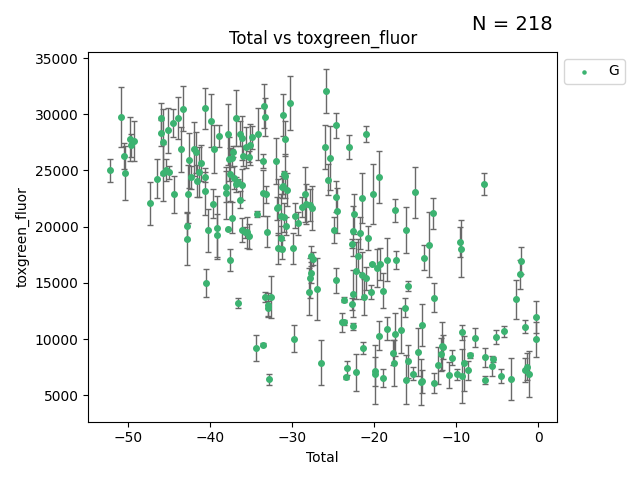 N = 218
Total vs toxgreen_fluor
G
toxgreen_fluor
35000
30000
25000
20000
15000
10000
5000
−50 −40 −30 −20 −10 0
Total